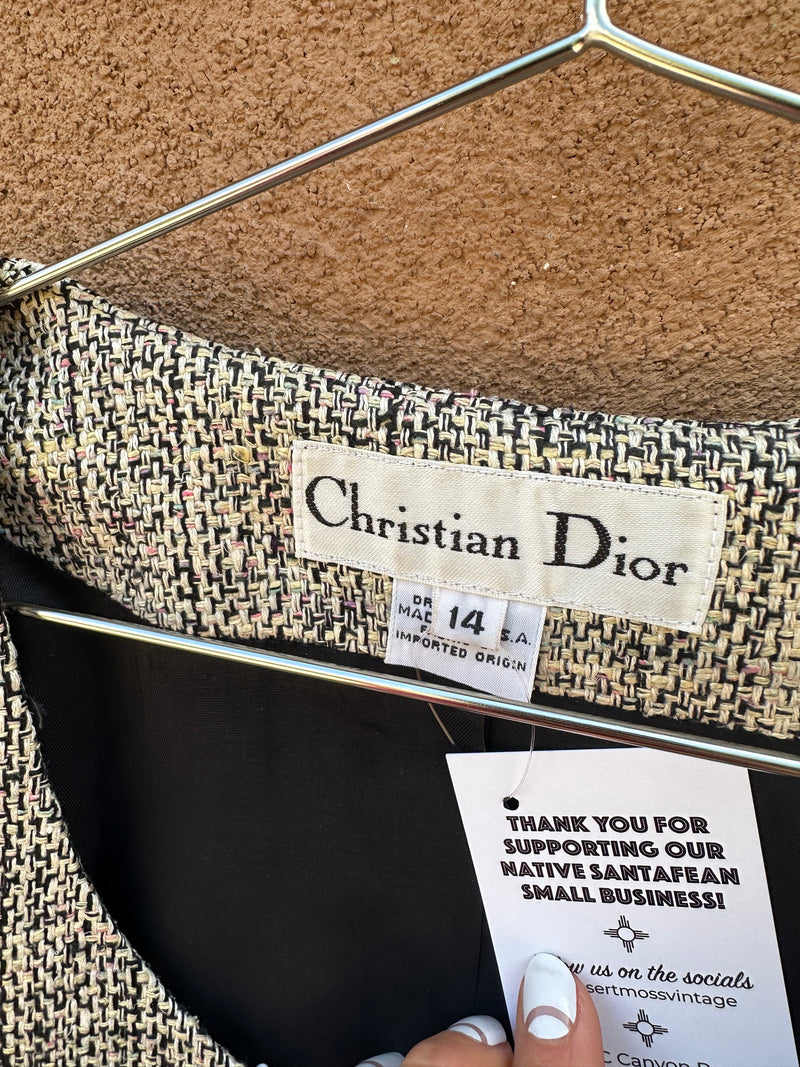 Christian Dior
14
IMPORTED ORIGIN
THANK YOU FOR
SUPPORTING OUR
NATIVE SANTAFEAN
SMALL BUSINESS!
us on the socials
sertmossvintage
Canyon